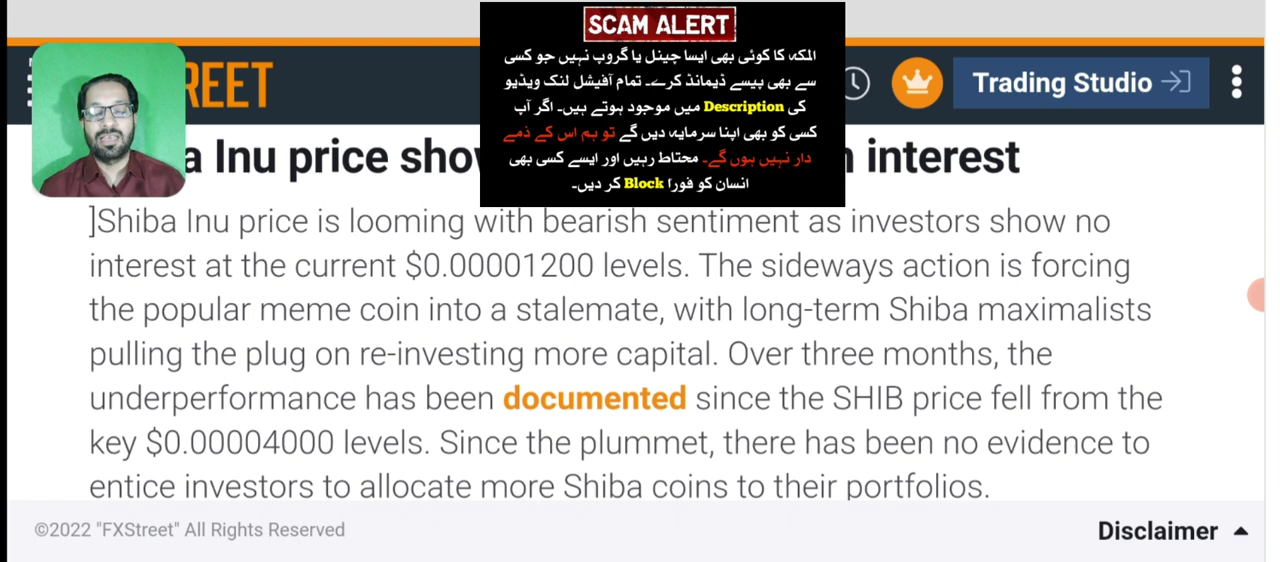 SCAM ALERT
المکہ کا کوئی بھی ایسا چینل یا گروپ نہیں جو کسی
سے بھی پیسے ڈیمانڈ کرے۔ تمام آفیشل لنک ویڈیو
کی Description میں موجود ہوتے ہیں۔ اگر آپ
کسی کو بھی اپنا سرمایہ دیں گے تو ہم اس کے ذمے
دار نہیں ہوں گے۔ محتاط رہیں اور ایسے کسی بھی
انسان کو فورا Block کر دیں۔
REET
Trading Studio
a Inu price sho interest
]Shiba Inu price is looming with bearish sentiment as investors show no
interest at the current $0.00001200 levels. The sideways action is forcing
the popular meme coin into a stalemate, with long-term Shiba maximalists
pulling the plug on re-investing more capital. Over three months, the
underperformance has been documented since the SHIB price fell from the
key $0.00004000 levels. Since the plummet, there has been no evidence to
entice investors to allocate more Shiba coins to their portfolios.
©2022 "FXStreet" All Rights Reserved
Disclaimer